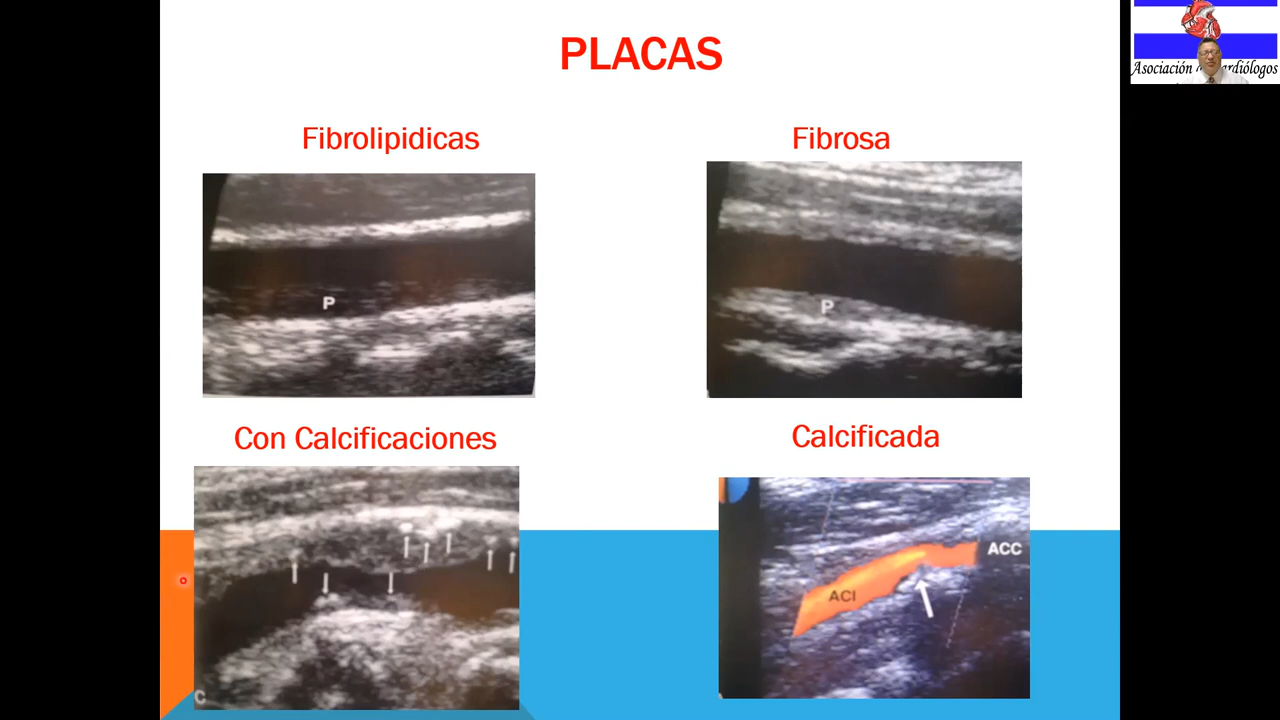 PLACAS
Asociación de Cardiólogos
Fibrolipidicas
Fibrosa
P
P
Con Calcificaciones
Calcificada
ACC
ACI
C